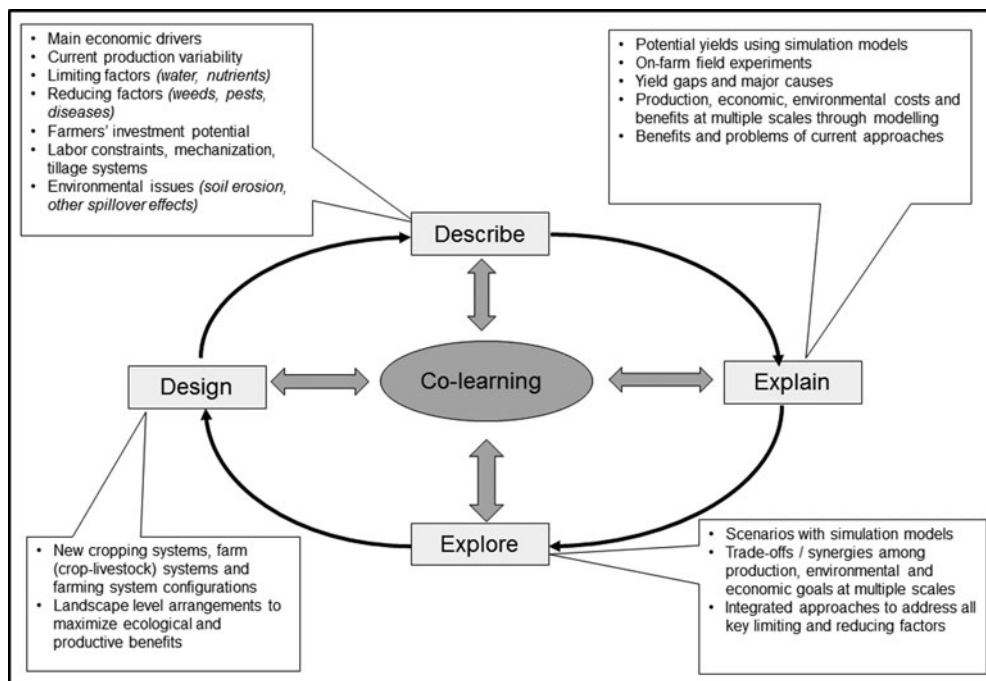 • Main economic drivers
• Current production variability
• Limiting factors (water, nutrients)
• Reducing factors (weeds, pests,
diseases)
• Farmers' investment potential
• Labor constraints, mechanization,
tillage systems
• Environmental issues (soil erosion,
other spillover effects)
• Potential yields using simulation models
• On-farm field experiments
• Yield gaps and major causes
• Production, economic, environmental costs and
benefits at multiple scales through modelling
• Benefits and problems of current approaches
Describe
Design
Co-learning
Explain
Explore
• New cropping systems, farm
(crop-livestock) systems and
farming system configurations
• Landscape level arrangements to
maximize ecological and
productive benefits
• Scenarios with simulation models
• Trade-offs / synergies among
production, environmental and
economic goals at multiple scales
• Integrated approaches to address all
key limiting and reducing factors